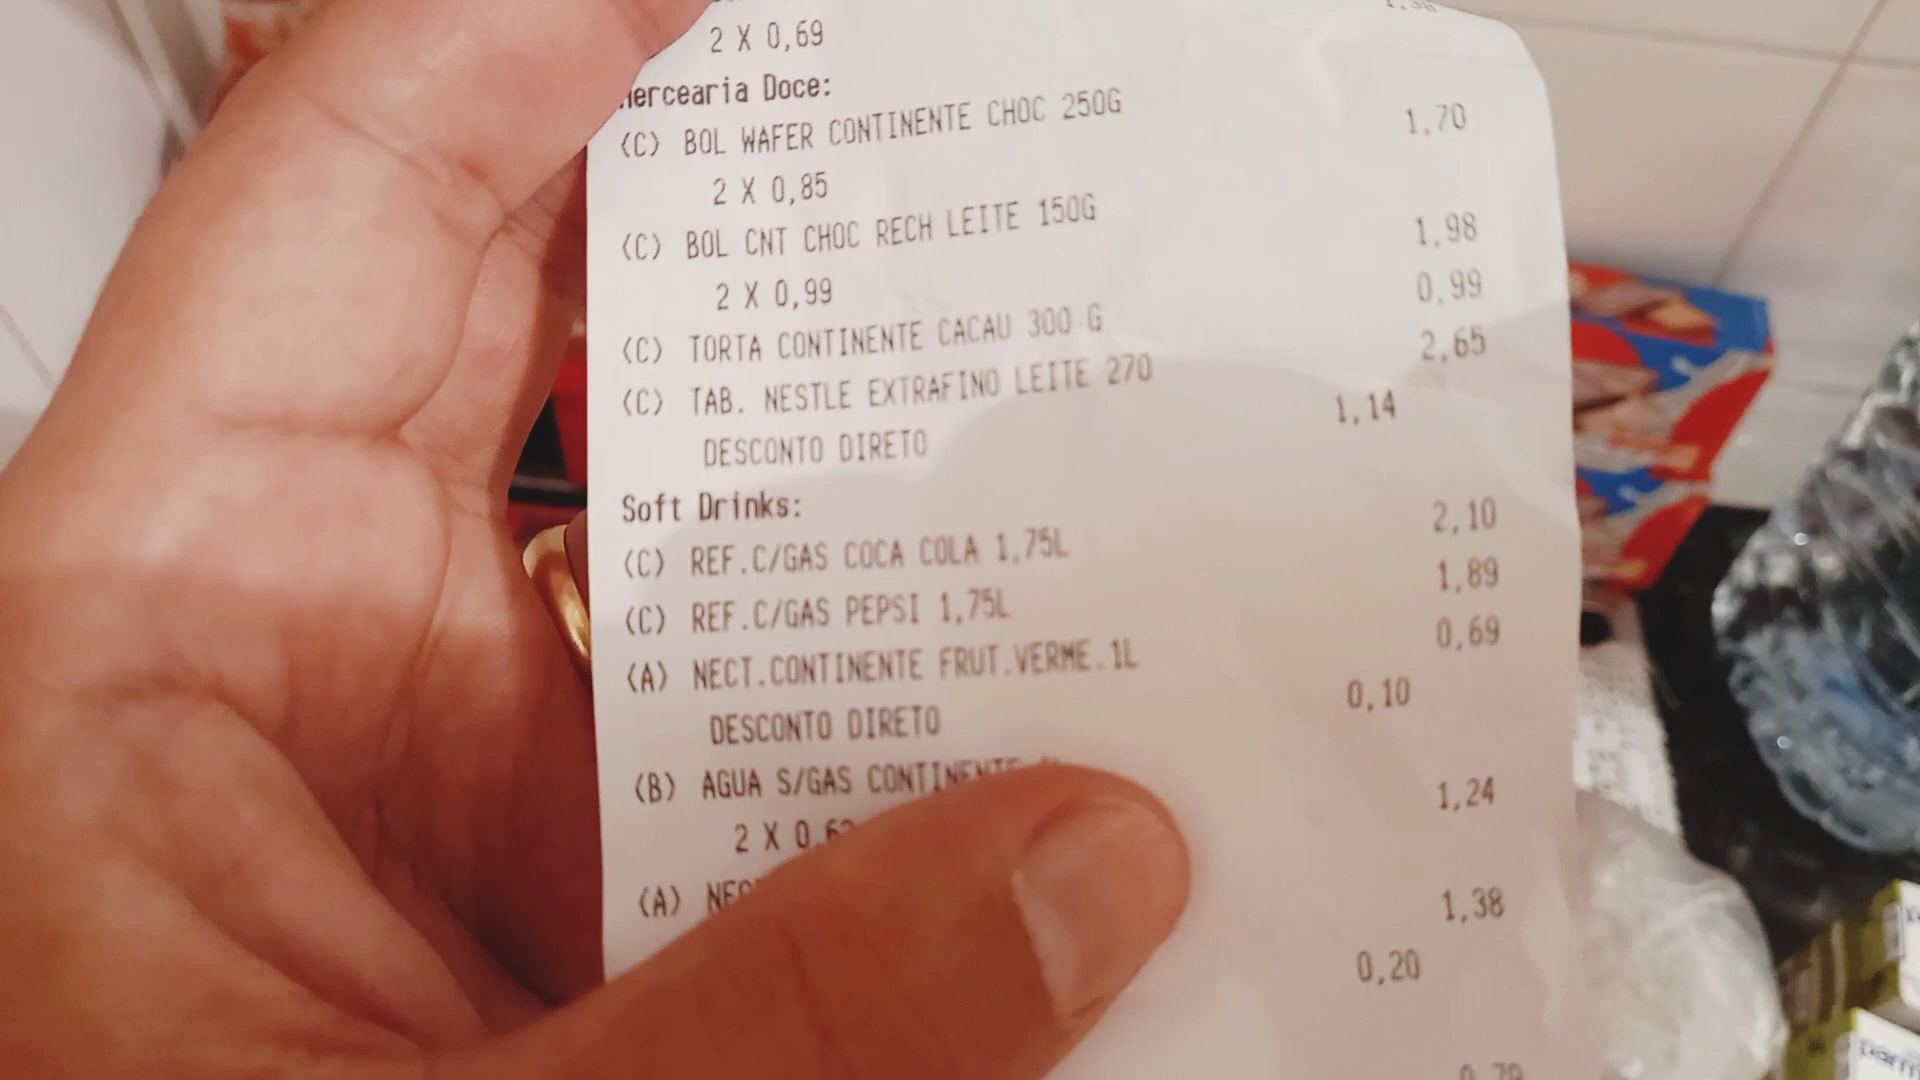 2 X 0,69
Mercearia Doce:
(C) BOL WAFER CONTINENTE CHOC 250G 1,70
2 X 0,85
(C) BOL CNT CHOC RECH LEITE 150G 1,98
2 X 0,99
(C) TORTA CONTINENTE CACAU 300 G 0,99
(C) TAB. NESTLE EXTRAFINO LEITE 270 2,65
DESCONTO DIRETO 1,14
Soft Drinks:
(C) REF.C/GAS COCA COLA 1,75L 2,10
(C) REF.C/GAS PEPSI 1,75L 1,89
(A) NECT.CONTINENTE FRUT.VERME.1L 0,69
DESCONTO DIRETO 0,10
(B) AGUA S/GAS CONTINENTE 1,24
2 X 0,62
(A) 1,38
0,20